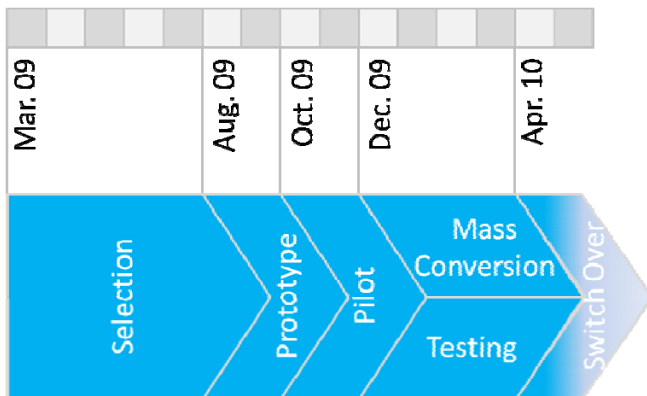 Mar. 09
Aug. 09
Oct. 09
Dec. 09
Apr. 10
Selection
Prototype
Pilot
Mass
Conversion
Testing
Switch Over